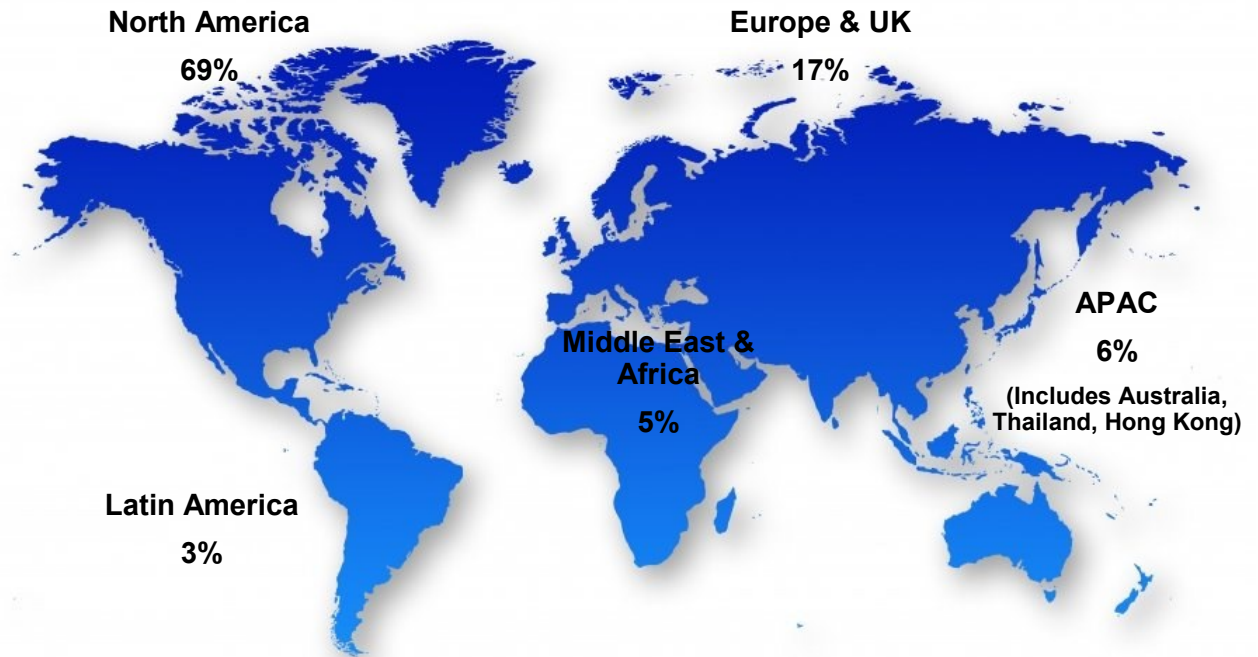 North America
69%
Europe & UK
17%
APAC
6%
(Includes Australia,
Thailand, Hong Kong)
Middle East &
Africa
5%
Latin America
3%